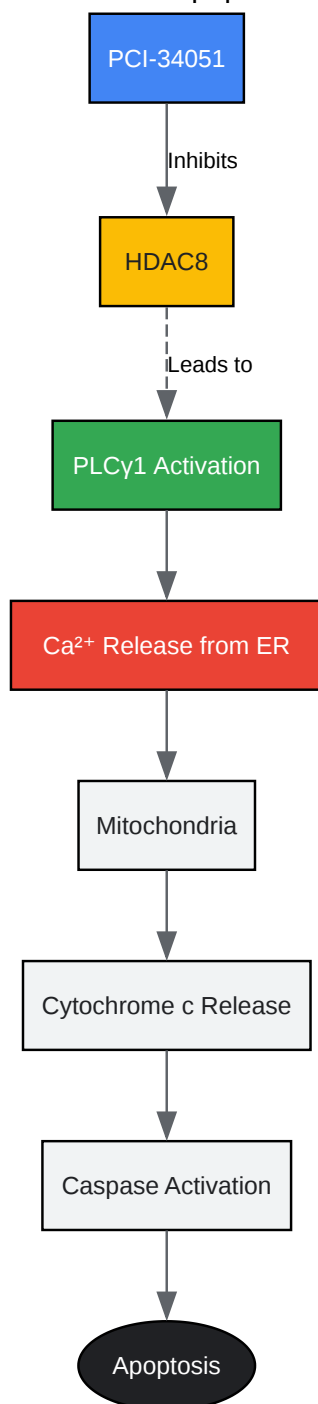 PCI-34051
Inhibits
HDAC8
Leads to
PLCγ1 Activation
Ca²⁺ Release from ER
Mitochondria
Cytochrome c Release
Caspase Activation
Apoptosis